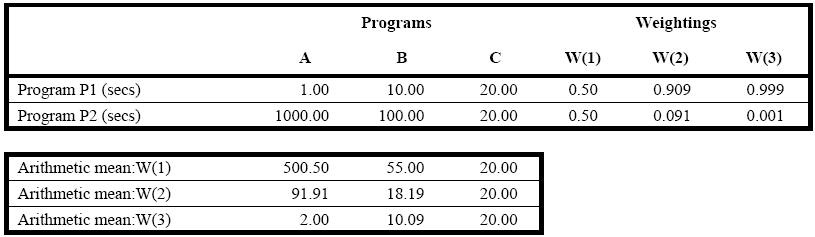 Programs Weightings
A B C W(1) W(2) W(3)
Program P1 (secs) 1.00 10.00 20.00 0.50 0.909 0.999
Program P2 (secs) 1000.00 100.00 20.00 0.50 0.091 0.001
Arithmetic mean:W(1) 500.50 55.00 20.00
Arithmetic mean:W(2) 91.91 18.19 20.00
Arithmetic mean:W(3) 2.00 10.09 20.00